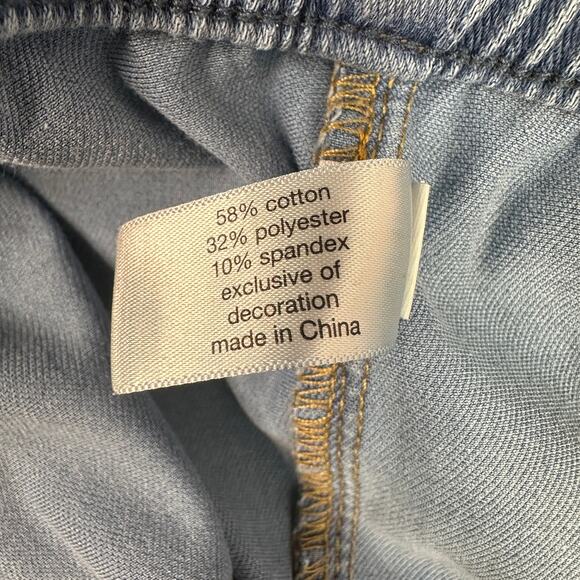 58% cotton
32% polyester
10% spandex
exclusive of
decoration
made in China